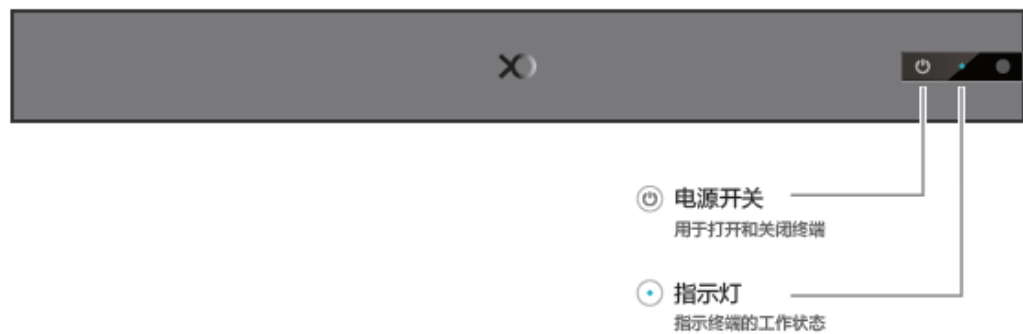 电源开关
用于打开和关闭终端
指示灯
指示终端的工作状态